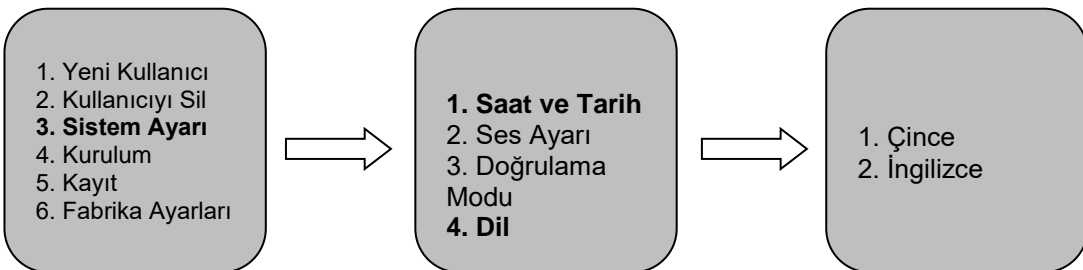 1. Yeni Kullanıcı
2. Kullanıcıyı Sil
3. Sistem Ayarı
4. Kurulum
5. Kayıt
6. Fabrika Ayarları
1. Saat ve Tarih
2. Ses Ayarı
3. Doğrulama
Modu
4. Dil
1. Çince
2. İngilizce